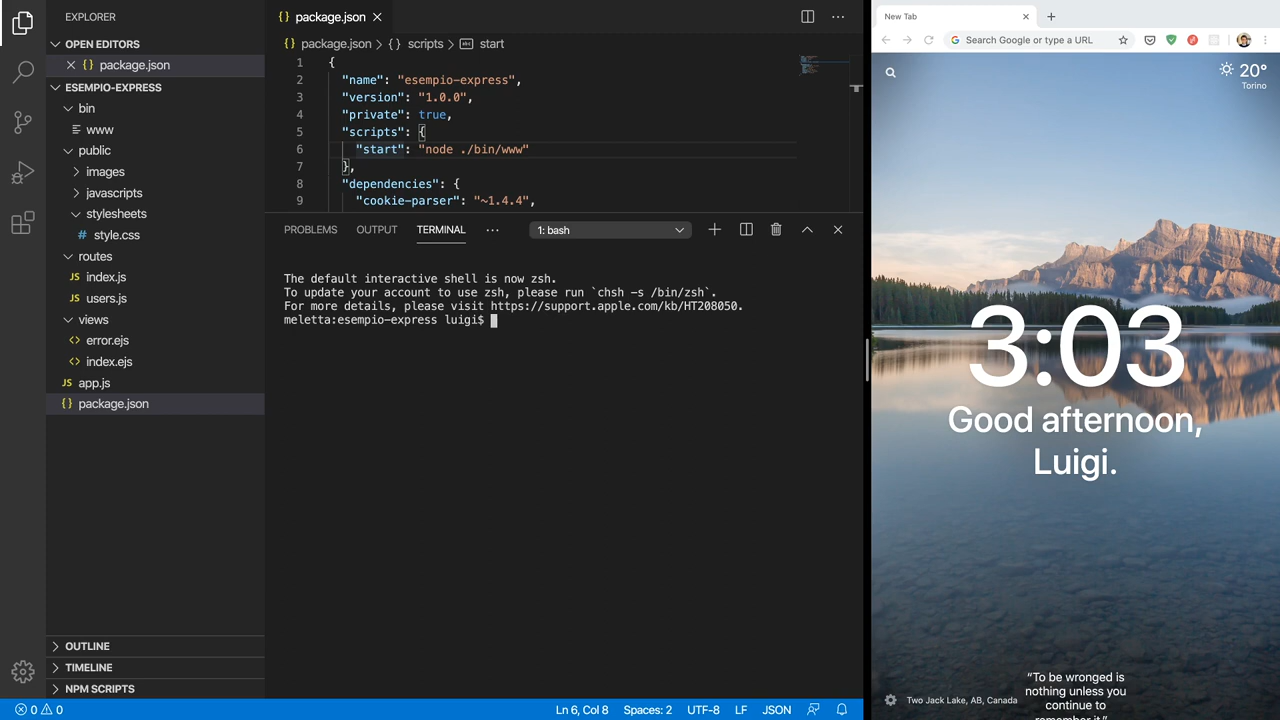 EXPLORER
OPEN EDITORS
package.json
ESEMPIO-EXPRESS
bin
www
public
images
javascripts
stylesheets
# style.css
routes
JS index.js
JS users.js
views
<> error.ejs
<> index.ejs
JS app.js
{} package.json
OUTLINE
TIMELINE
NPM SCRIPTS
{} package.json
{} package.json > {} scripts > abc start
1 {
2 "name": "esempio-express",
3 "version": "1.0.0",
4 "private": true,
5 "scripts": {
6 "start": "node ./bin/www"
7 },
8 "dependencies": {
9 "cookie-parser": "~1.4.4",
PROBLEMS OUTPUT TERMINAL ··· 1: bash
The default interactive shell is now zsh.
To update your account to use zsh, please run `chsh -s /bin/zsh`.
For more details, please visit https://support.apple.com/kb/HT208050.
meletta:esempio-express luigi$
0 0 Ln 6, Col 8 Spaces: 2 UTF-8 LF JSON
New Tab
Search Google or type a URL
20°
Torino
3:03
Good afternoon,
Luigi.
Two Jack Lake, AB, Canada
“To be wronged is
nothing unless you
continue to
remember it.”